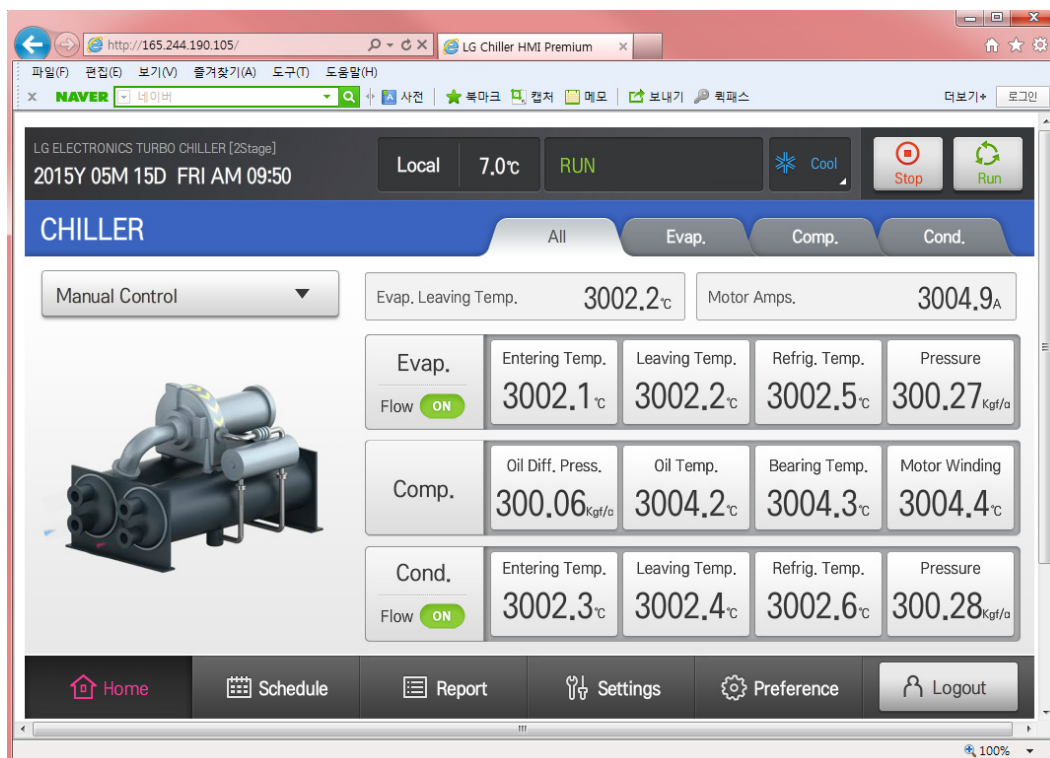 http://165.244.190.105/
LG Chiller HMI Premium
파일(F) 편집(E) 보기(V) 즐겨찾기(A) 도구(T) 도움말(H)
NAVER 네이버 사전 북마크 캡처 메모 보내기 퀵패스 더보기+ 로그인
LG ELECTRONICS TURBO CHILLER [2Stage]
2015Y 05M 15D FRI AM 09:50
Local 7.0℃ RUN Cool Stop Run
CHILLER All Evap. Comp. Cond.
Manual Control
Evap. Leaving Temp. 3002.2℃ Motor Amps. 3004.9A
Evap. Flow ON
Entering Temp. Leaving Temp. Refrig. Temp. Pressure
3002.1℃ 3002.2℃ 3002.5℃ 300.27Kgf/㎠
Comp.
Oil Diff. Press. Oil Temp. Bearing Temp. Motor Winding
300.06Kgf/㎠ 3004.2℃ 3004.3℃ 3004.4℃
Cond. Flow ON
Entering Temp. Leaving Temp. Refrig. Temp. Pressure
3002.3℃ 3002.4℃ 3002.6℃ 300.28Kgf/㎠
Home Schedule Report Settings Preference Logout
100%